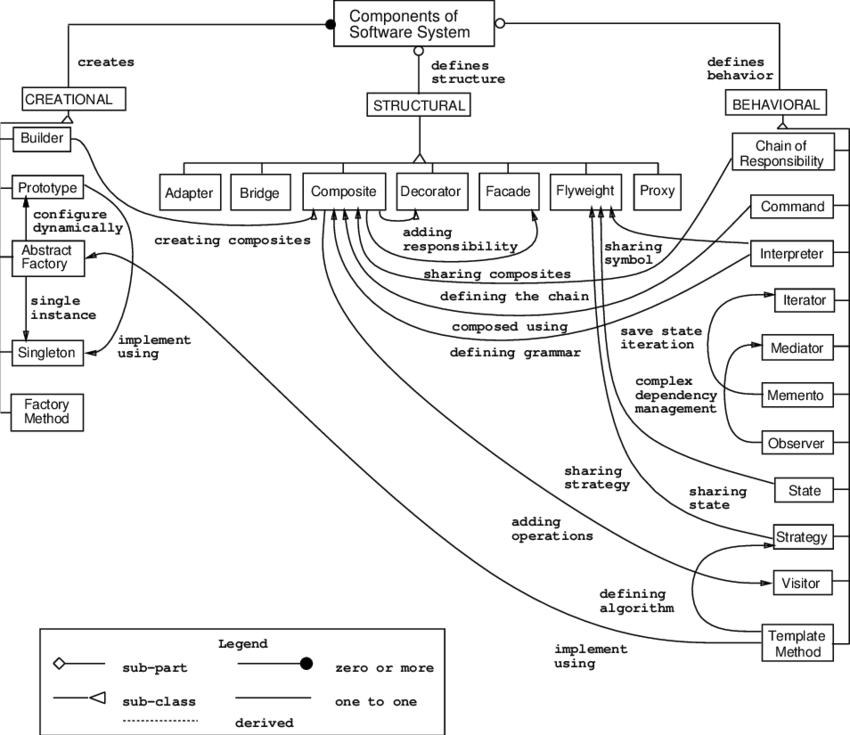 Components of
Software System
creates
defines
structure
defines
behavior
CREATIONAL
STRUCTURAL
BEHAVIORAL
Builder
Prototype
configure
dynamically
Abstract
Factory
single
instance
Singleton
implement
using
Factory
Method
Adapter
Bridge
Composite
Decorator
Facade
Flyweight
Proxy
creating composites
adding
responsibility
sharing
symbol
sharing composites
defining the chain
composed using
defining grammar
Chain of
Responsibility
Command
Interpreter
Iterator
save state
iteration
Mediator
complex
dependency
management
Memento
Observer
sharing
strategy
sharing
state
State
adding
operations
Strategy
Visitor
defining
algorithm
Template
Method
implement
using
Legend
sub-part
zero or more
sub-class
one to one
derived